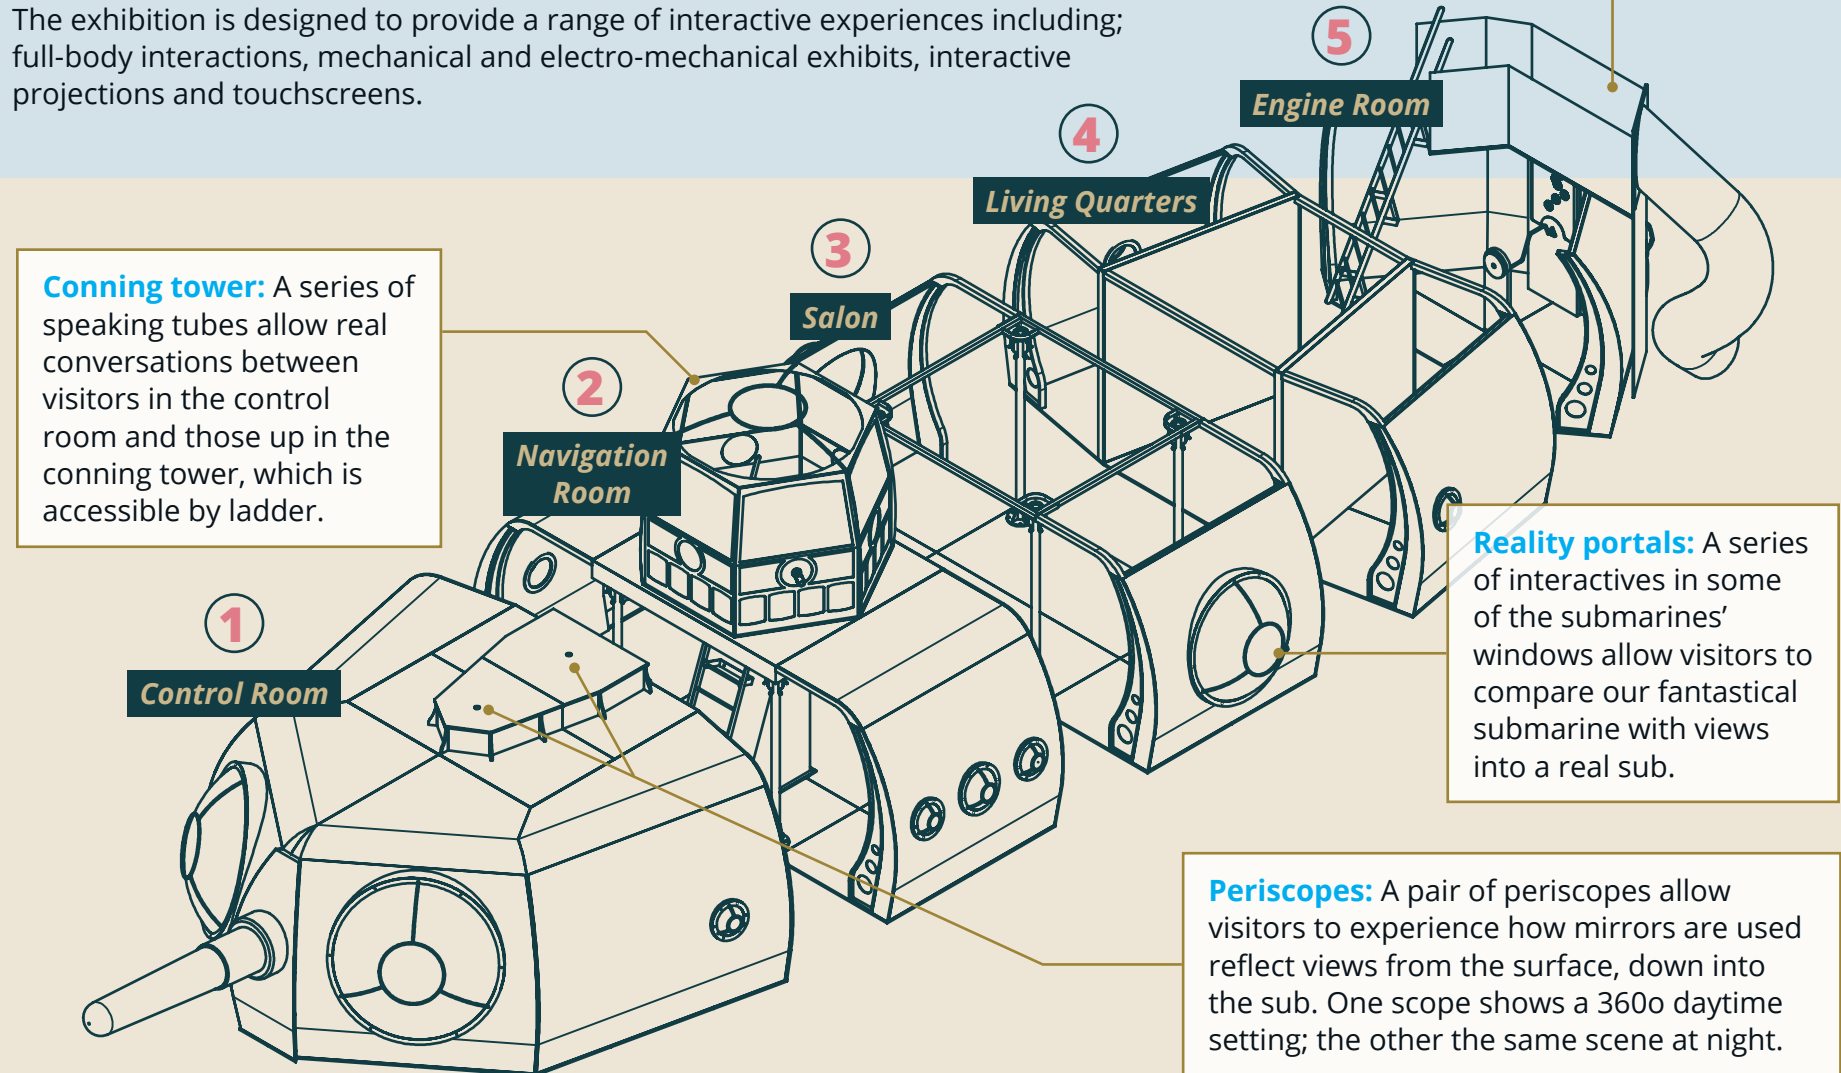 The exhibition is designed to provide a range of interactive experiences including;
full-body interactions, mechanical and electro-mechanical exhibits, interactive
projections and touchscreens.
5
Engine Room
4
Living Quarters
3
Salon
2
Navigation
Room
1
Control Room
Conning tower: A series of
speaking tubes allow real
conversations between
visitors in the control
room and those up in the
conning tower, which is
accessible by ladder.
Reality portals: A series
of interactives in some
of the submarines’
windows allow visitors to
compare our fantastical
submarine with views
into a real sub.
Periscopes: A pair of periscopes allow
visitors to experience how mirrors are used
reflect views from the surface, down into
the sub. One scope shows a 360o daytime
setting; the other the same scene at night.